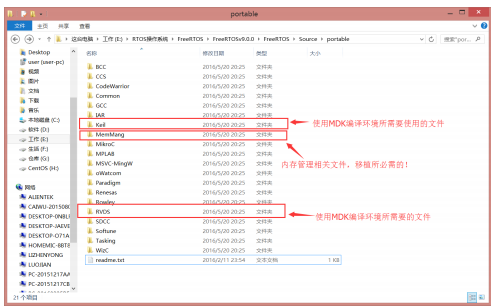 portable
文件 主页 共享 查看
这台电脑 › 工作 (E:) › RTOS操作系统 › FreeRTOS › FreeRTOSv9.0.0 › FreeRTOS › Source › portable
搜索"por...
名称 修改日期 类型 大小
Desktop
user (user-pc)
视频
图片
文档
下载
音乐
本地磁盘 (C:)
软件 (D:)
工作 (E:)
生活 (F:)
仓库 (G:)
CentOS (H:)
网络
ALIENTEK
CAIWU-2015080
DESKTOP-0N8LI
DESKTOP-O71A
HOMEMIC-88T8
LIZHENYONG
LUOJIAN
PC-20151217AA
PC-20151217CB
BCC 2016/5/20 20:25 文件夹
CCS 2016/5/20 20:25 文件夹
CodeWarrior 2016/5/20 20:25 文件夹
Common 2016/5/20 20:25 文件夹
GCC 2016/5/20 20:25 文件夹
IAR 2016/5/20 20:25 文件夹
Keil 2016/5/20 20:25 文件夹
使用MDK编译环境所需要使用的文件
MemMang 2016/5/20 20:25 文件夹
MikroC 2016/5/20 20:25 文件夹
MPLAB 2016/5/20 20:25 文件夹
MSVC-MingW 2016/5/20 20:25 文件夹
内存管理相关文件，移植所必需的！
oWatcom 2016/5/20 20:25 文件夹
Paradigm 2016/5/20 20:25 文件夹
Renesas 2016/5/20 20:25 文件夹
Rowley 2016/5/20 20:25 文件夹
RVDS 2016/5/20 20:25 文件夹
使用MDK编译环境所需要的文件
SDCC 2016/5/20 20:25 文件夹
Softune 2016/5/20 20:25 文件夹
Tasking 2016/5/20 20:25 文件夹
WizC 2016/5/20 20:25 文件夹
readme.txt 2016/2/11 23:54 文本文档 1 KB
21 个项目